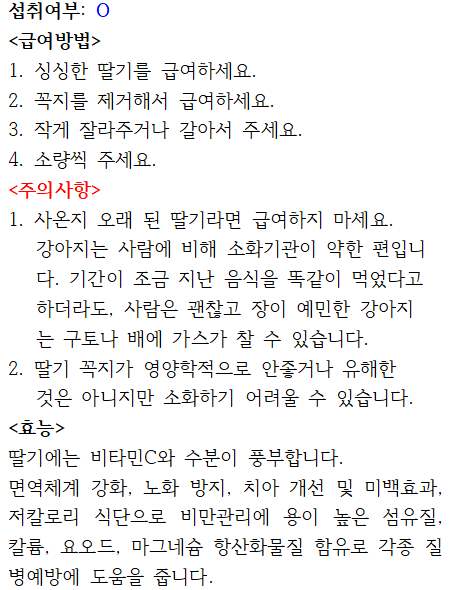 섭취여부: O
<급여방법>
1. 싱싱한 딸기를 급여하세요.
2. 꼭지를 제거해서 급여하세요.
3. 작게 잘라주거나 갈아서 주세요.
4. 소량씩 주세요.
<주의사항>
1. 사온지 오래 된 딸기라면 급여하지 마세요.
강아지는 사람에 비해 소화기관이 약한 편입니
다. 기간이 조금 지난 음식을 똑같이 먹었다고
하더라도, 사람은 괜찮고 장이 예민한 강아지
는 구토나 배에 가스가 찰 수 있습니다.
2. 딸기 꼭지가 영양학적으로 안좋거나 유해한
것은 아니지만 소화하기 어려울 수 있습니다.
<효능>
딸기에는 비타민C와 수분이 풍부합니다.
면역체계 강화, 노화 방지, 치아 개선 및 미백효과,
저칼로리 식단으로 비만관리에 용이 높은 섬유질,
칼륨, 요오드, 마그네슘 항산화물질 함유로 각종 질
병예방에 도움을 줍니다.